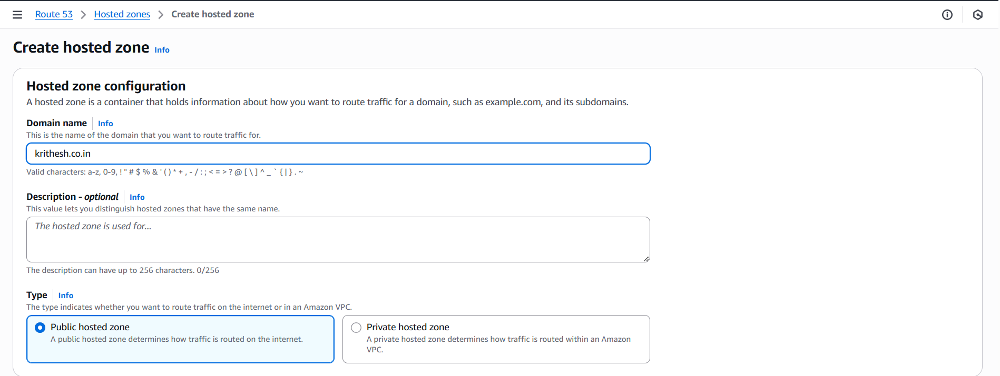 Route 53 > Hosted zones > Create hosted zone
Create hosted zone Info
Hosted zone configuration
A hosted zone is a container that holds information about how you want to route traffic for a domain, such as example.com, and its subdomains.
Domain name Info
This is the name of the domain that you want to route traffic for.
krithesh.co.in
Valid characters: a-z, 0-9, ! " # $ % & ' ( ) * + , - / : ; < = > ? @ [ \ ] ^ _ ` { | } . ~
Description - optional Info
This value lets you distinguish hosted zones that have the same name.
The hosted zone is used for...
The description can have up to 256 characters. 0/256
Type Info
The type indicates whether you want to route traffic on the internet or in an Amazon VPC.
Public hosted zone
A public hosted zone determines how traffic is routed on the internet.
Private hosted zone
A private hosted zone determines how traffic is routed within an Amazon
VPC.